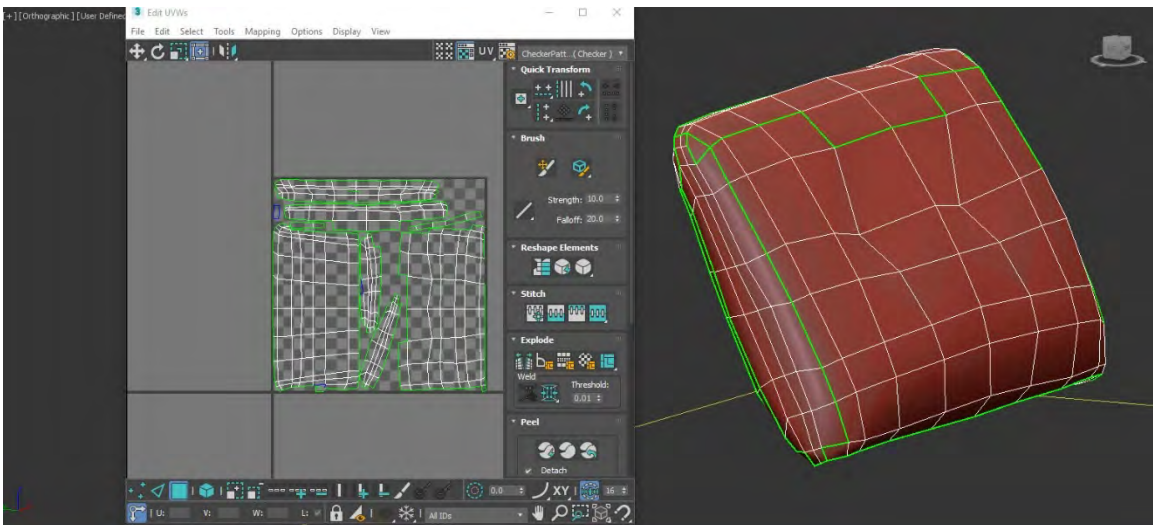 [+][Orthographic][User Define
3 Edit UVWs
File Edit Select Tools Mapping Options Display View
UV CheckerPatt...( Checker )
Quick Transform
Brush
Strength: 10.0
Falloff: 20.0
Reshape Elements
Stitch
Explode
Weld
Threshold:
0.01
Peel
Detach
0.0 XY 16
U: V: W: L: All IDs